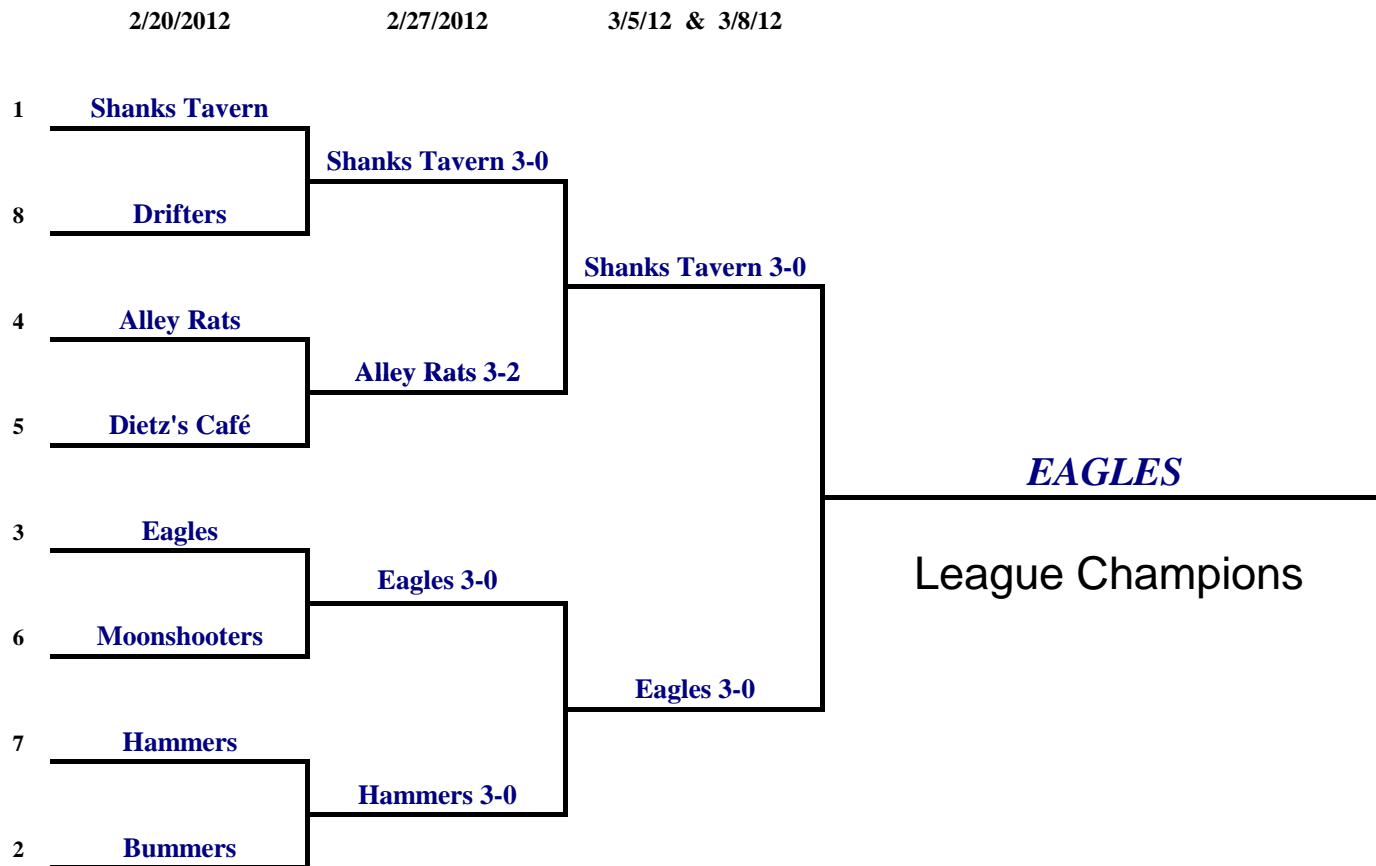 2/20/2012 2/27/2012 3/5/12 & 3/8/12
1 Shanks Tavern
Shanks Tavern 3-0
8 Drifters
Shanks Tavern 3-0
4 Alley Rats
Alley Rats 3-2
5 Dietz's Café
EAGLES
3 Eagles
League Champions
Eagles 3-0
6 Moonshooters
Eagles 3-0
7 Hammers
Hammers 3-0
2 Bummers